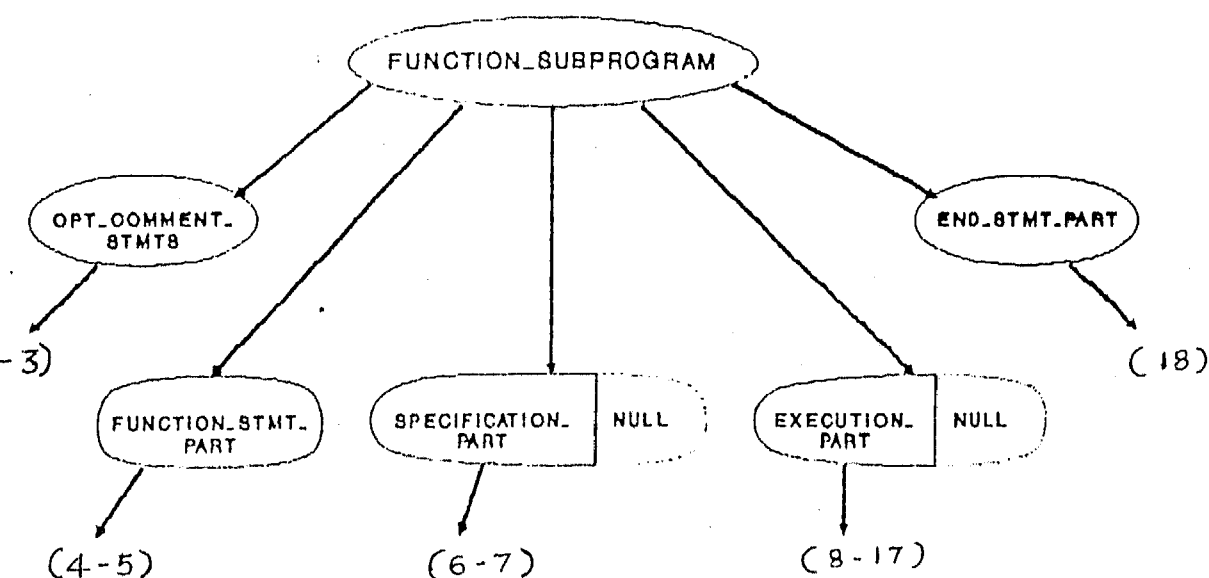 FUNCTION_SUBPROGRAM
OPT_COMMENT_
STMTS
END_STMT_PART
- 3)
(18)
FUNCTION_STMT_
PART
SPECIFICATION_
PART
NULL
EXECUTION_
PART
NULL
(4-5)
(6-7)
(8-17)